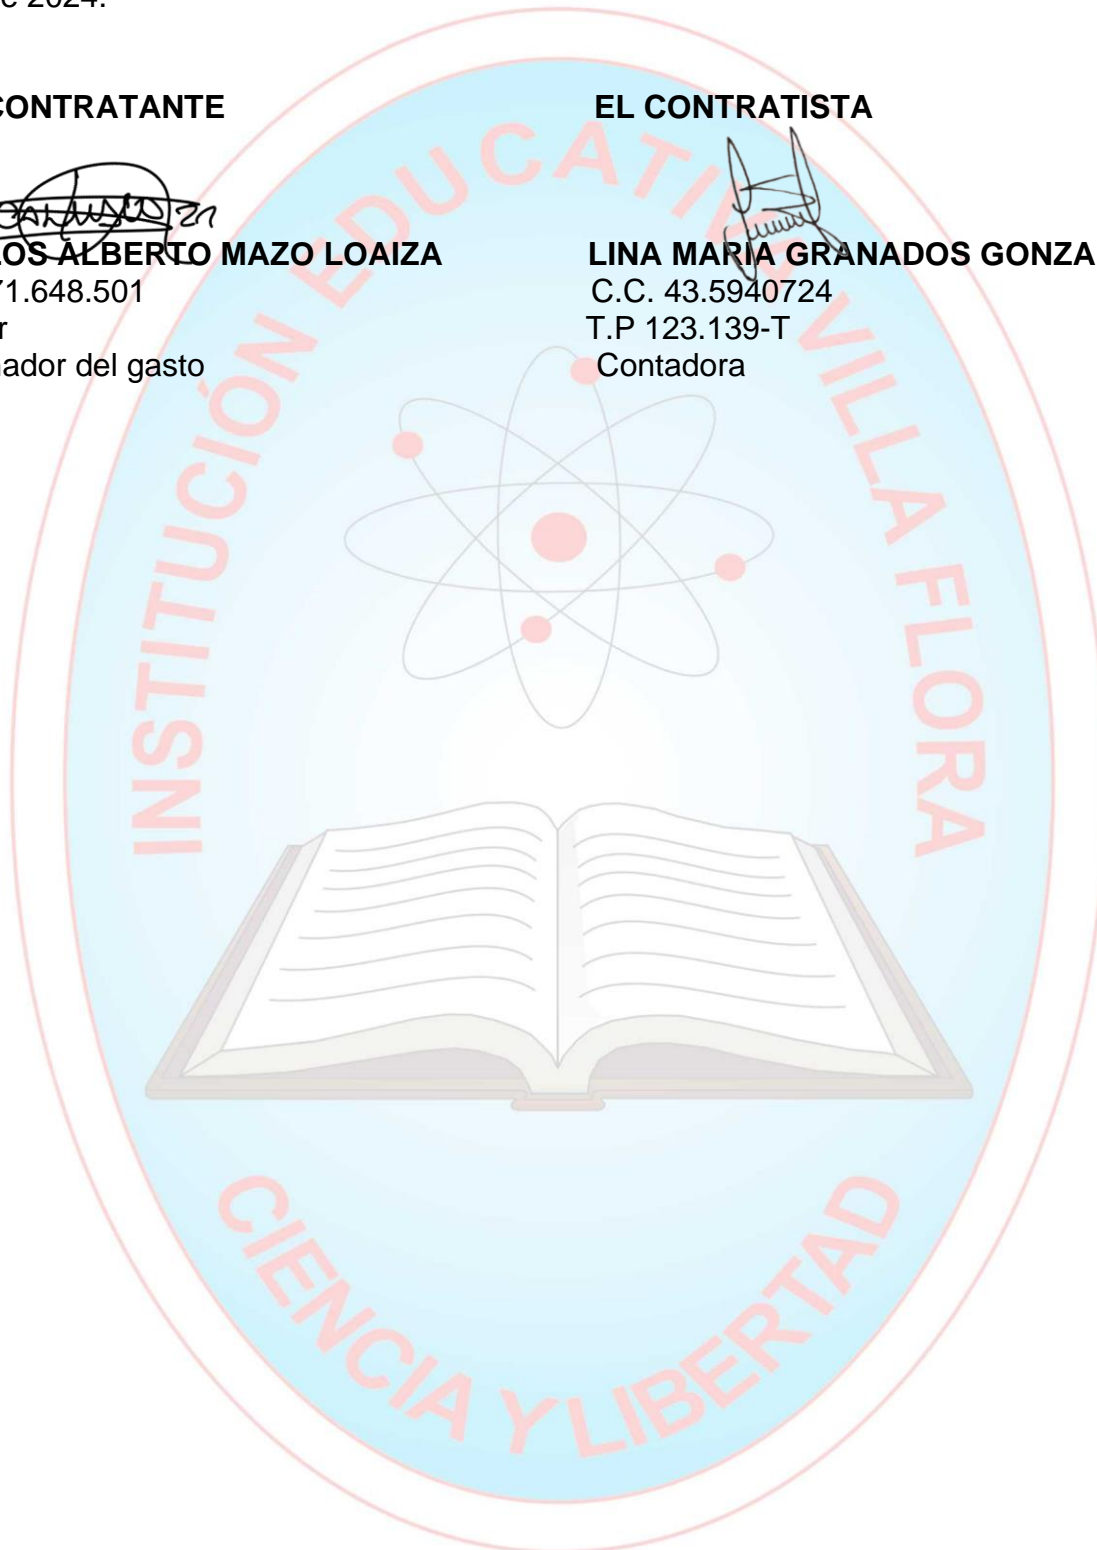 e 2024.
CONTRATANTE EL CONTRATISTA
LOS ALBERTO MAZO LOAIZA LINA MARIA GRANADOS GONZA
71.648.501 C.C. 43.5940724
r T.P 123.139-T
ador del gasto Contadora
INSTITUCIÓN EDUCATIVA VILLA FLORA
CIENCIA Y LIBERTAD